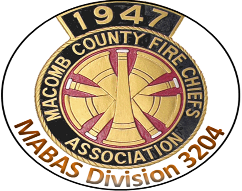 1947
MACOMB COUNTY FIRE CHIEFS
ASSOCIATION
MABAS Division 3204